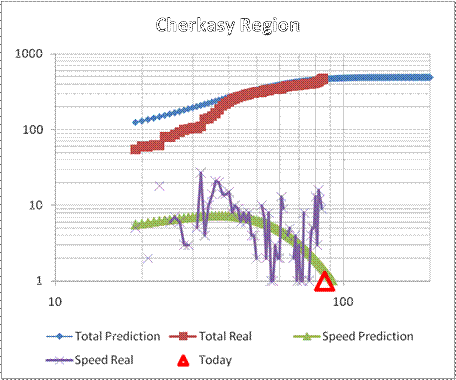 Cherkasy Region
1000
100
10
1
10 100
Total Prediction Total Real Speed Prediction
Speed Real Today